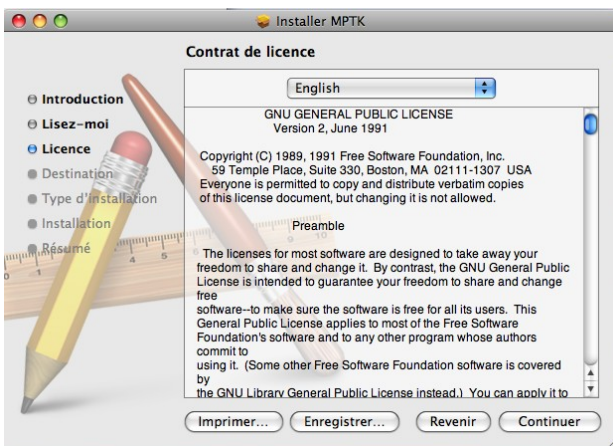 Installer MPTK
Contrat de licence
Introduction
Lisez-moi
Licence
Destination
Type d'installation
Installation
Résumé
English
GNU GENERAL PUBLIC LICENSE
Version 2, June 1991
Copyright (C) 1989, 1991 Free Software Foundation, Inc.
59 Temple Place, Suite 330, Boston, MA 02111-1307 USA
Everyone is permitted to copy and distribute verbatim copies
of this license document, but changing it is not allowed.
Preamble
The licenses for most software are designed to take away your
freedom to share and change it. By contrast, the GNU General Public
License is intended to guarantee your freedom to share and change
free
software--to make sure the software is free for all its users. This
General Public License applies to most of the Free Software
Foundation's software and to any other program whose authors
commit to
using it. (Some other Free Software Foundation software is covered
by
the GNU Library General Public License instead.) You can apply it to
Imprimer...
Enregistrer...
Revenir
Continuer